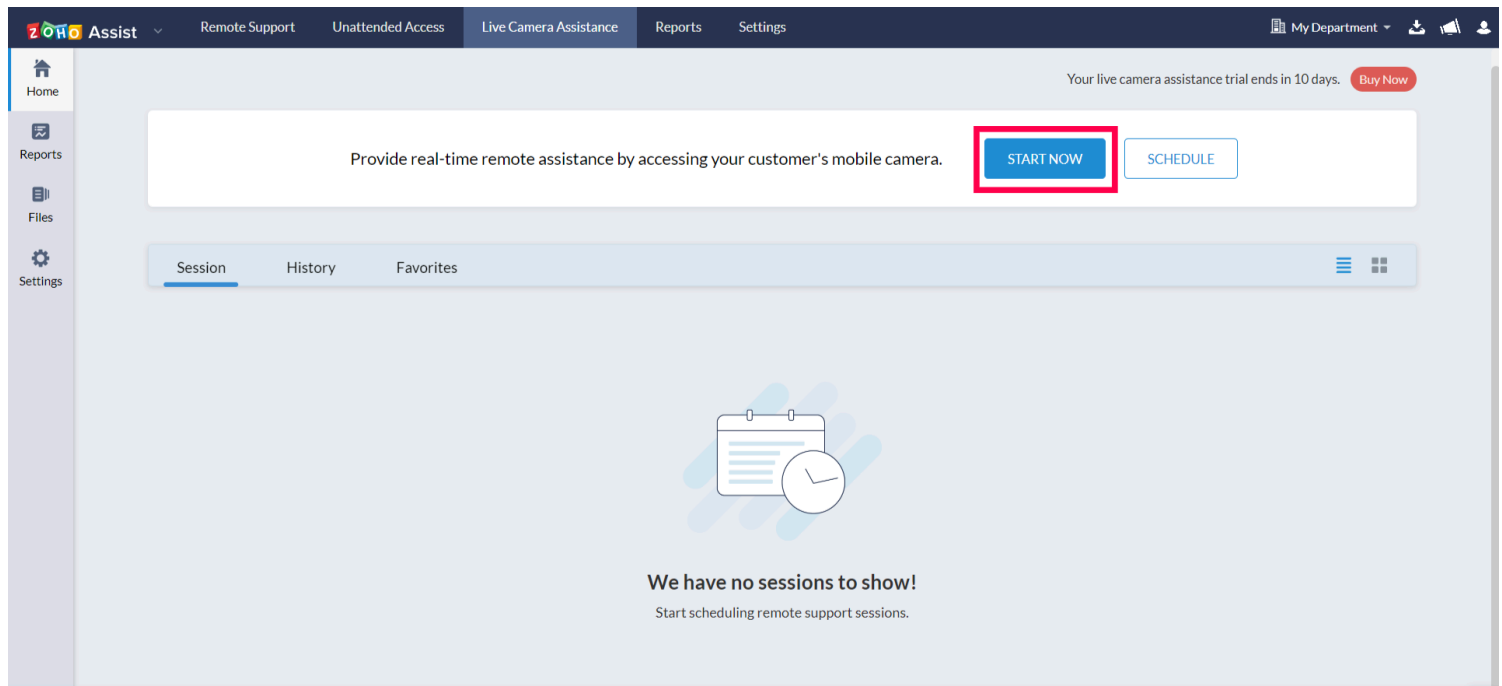 ZOHO Assist Remote Support Unattended Access Live Camera Assistance Reports Settings My Department
Home
Your live camera assistance trial ends in 10 days. Buy Now
Reports
Provide real-time remote assistance by accessing your customer's mobile camera. START NOW SCHEDULE
Files
Settings
Session History Favorites
We have no sessions to show!
Start scheduling remote support sessions.